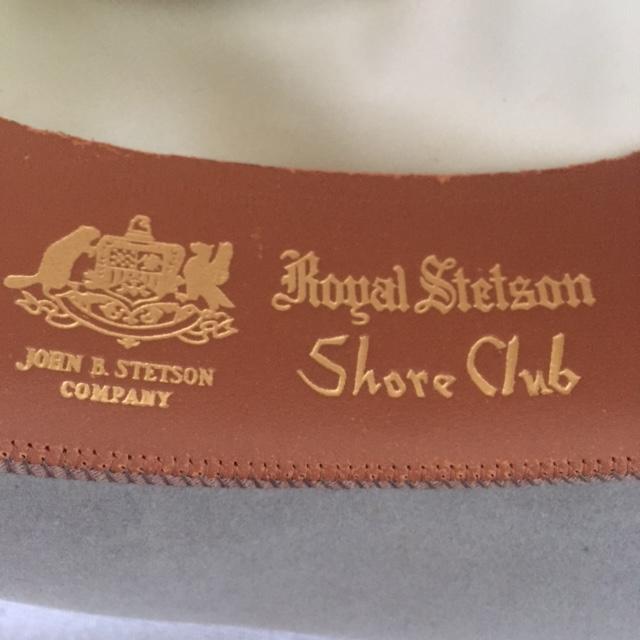 JOHN B. STETSON
COMPANY
Royal Stetson
Shore Club